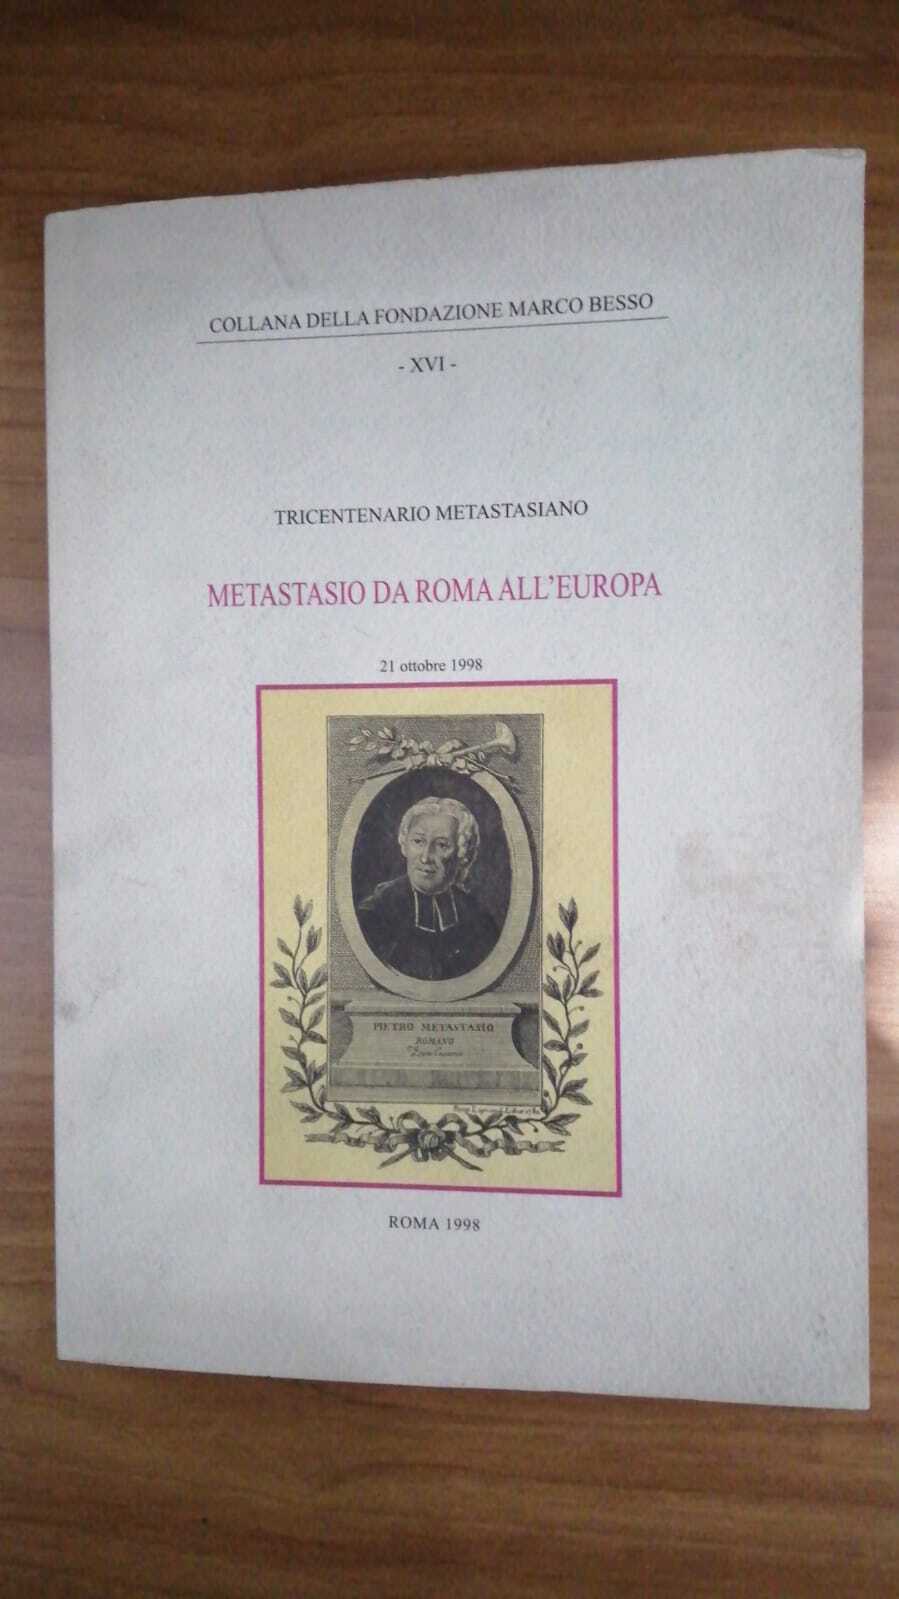 COLLANA DELLA FONDAZIONE MARCO BESSO
- XVI -
TRICENTENARIO METASTASIANO
METASTASIO DA ROMA ALL'EUROPA
21 ottobre 1998
PIETRO METASTASIO
ROMANO
ROMA 1998